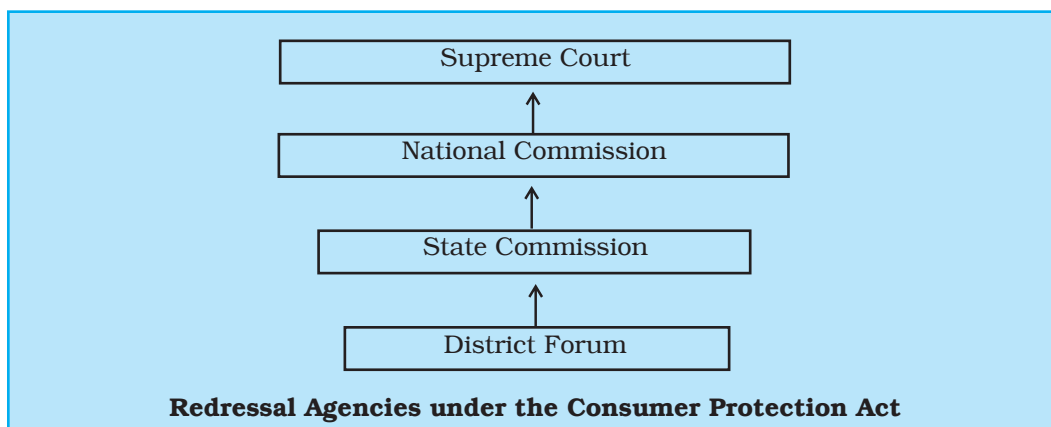 Supreme Court
National Commission
State Commission
District Forum
Redressal Agencies under the Consumer Protection Act